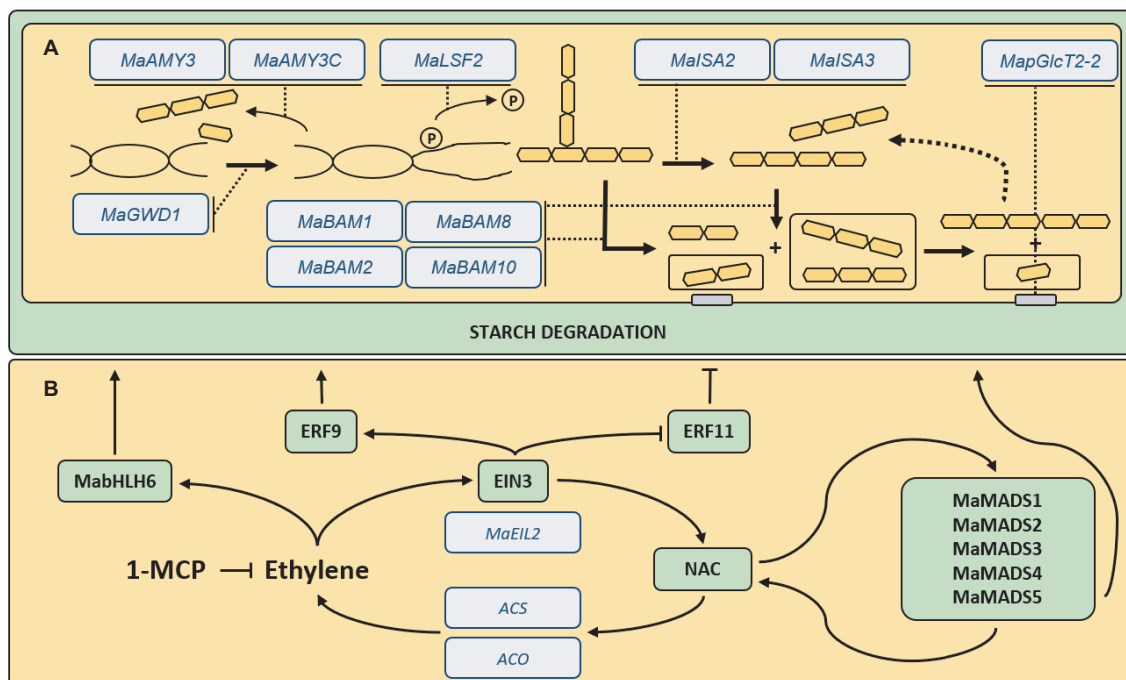 A
MaAMY3
MaAMY3C
MaLSF2
MaISA2
MaISA3
MapGlcT2-2
P
P
MaGWD1
MaBAM1
MaBAM8
MaBAM2
MaBAM10
+
+
STARCH DEGRADATION
B
ERF9
ERF11
MabHLH6
EIN3
MaEIL2
1-MCP
Ethylene
NAC
ACS
ACO
MaMADS1
MaMADS2
MaMADS3
MaMADS4
MaMADS5